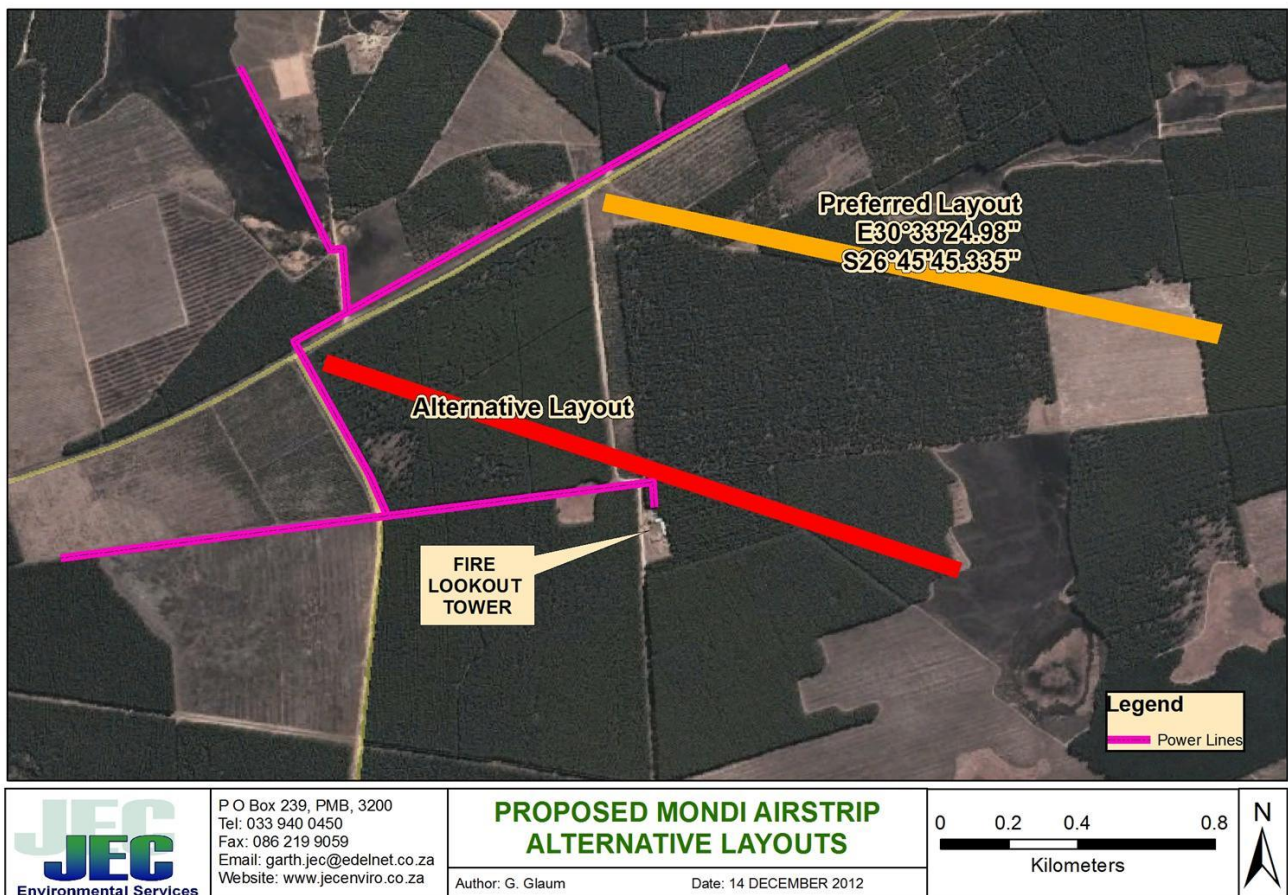 Preferred Layout
E30°33'24.98"
S26°45'45.335"
Alternative Layout
FIRE
LOOKOUT
TOWER
Legend
Power Lines
JEC
JEC
Environmental Services
P O Box 239, PMB, 3200
Tel: 033 940 0450
Fax: 086 219 9059
Email: garth.jec@edelnet.co.za
Website: www.jecenviro.co.za
PROPOSED MONDI AIRSTRIP
ALTERNATIVE LAYOUTS
Author: G. Glaum Date: 14 DECEMBER 2012
0 0.2 0.4 0.8
Kilometers
N